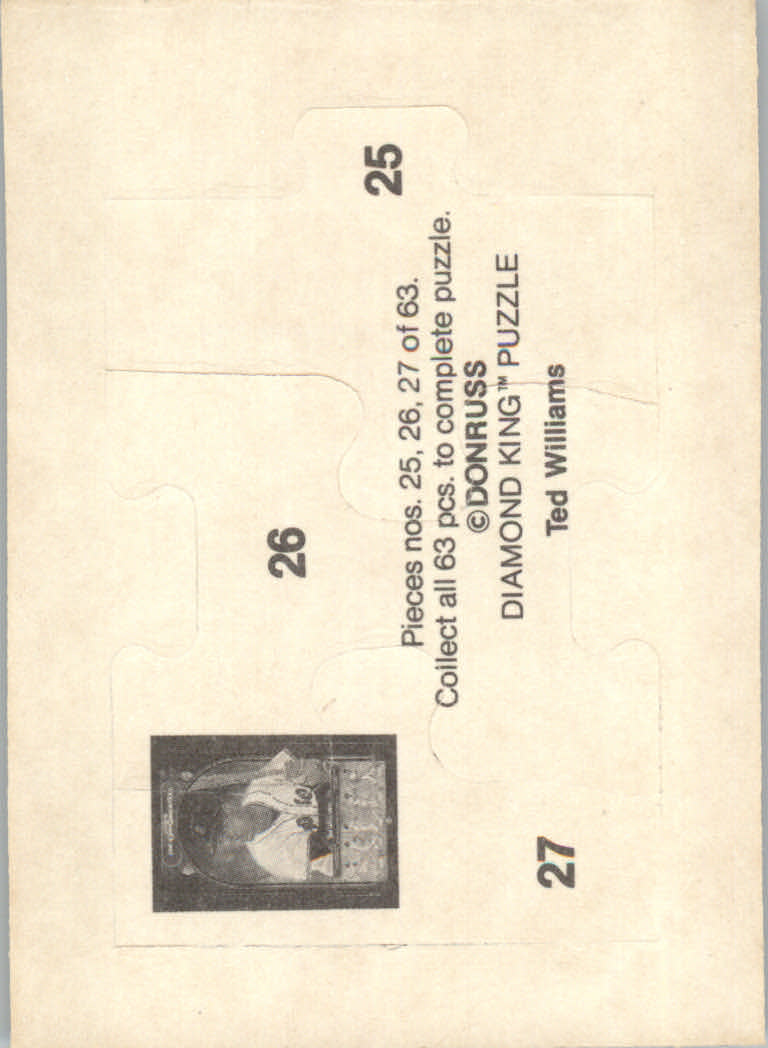 25
Pieces nos. 25, 26, 27 of 63.
Collect all 63 pcs. to complete puzzle.
©DONRUSS
DIAMOND KING™ PUZZLE
Ted Williams
26
27